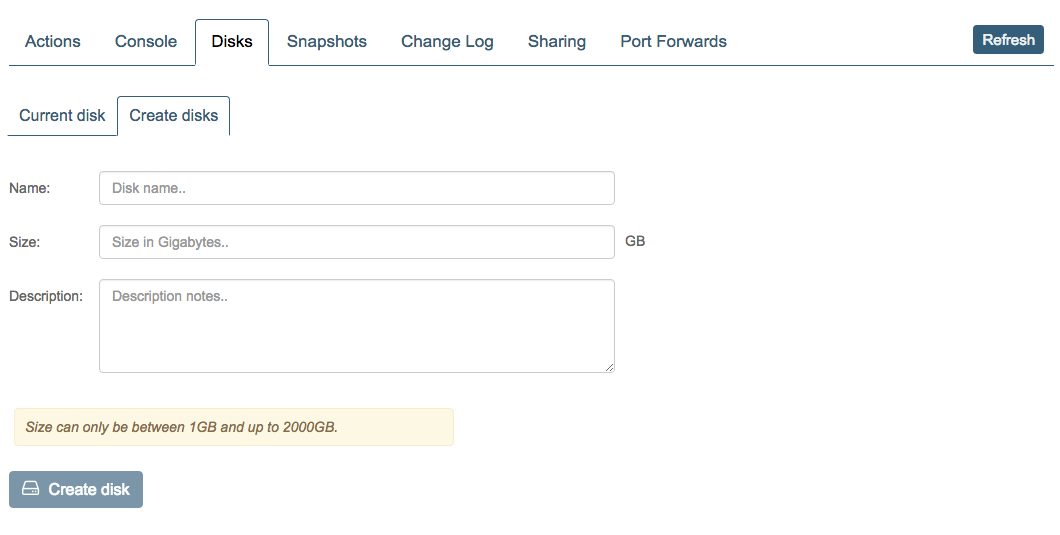 Actions Console Disks Snapshots Change Log Sharing Port Forwards Refresh
Current disk Create disks
Name: Disk name..
Size: Size in Gigabytes.. GB
Description: Description notes..
Size can only be between 1GB and up to 2000GB.
Create disk